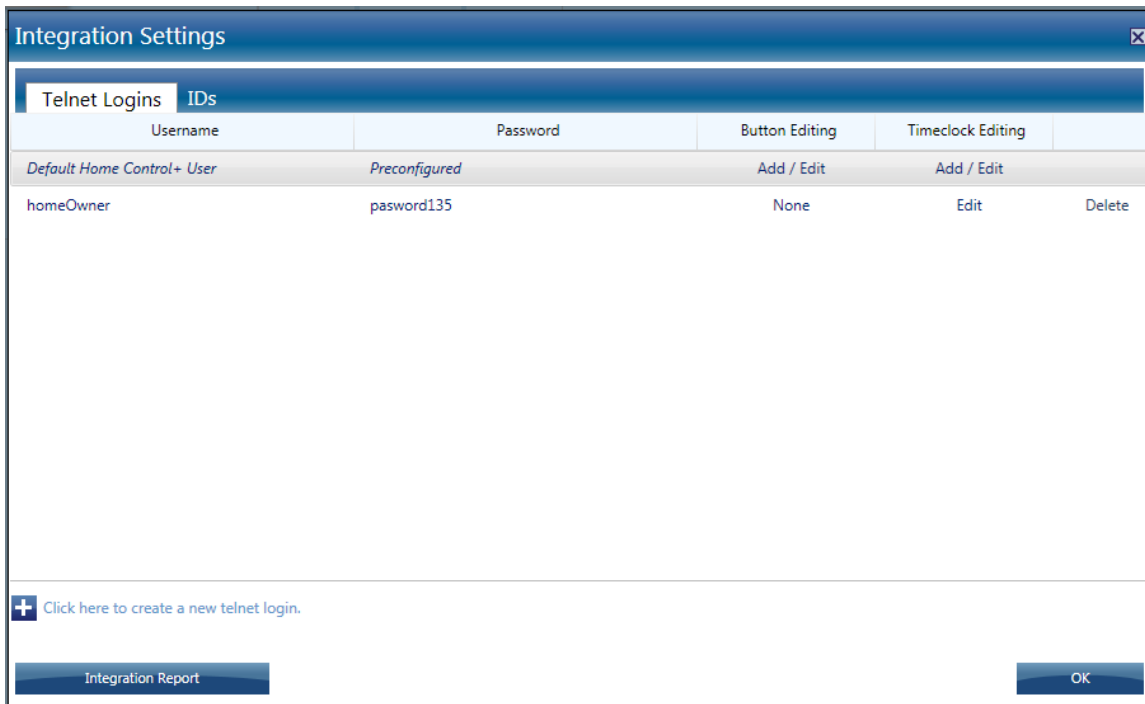 Integration Settings
Telnet Logins IDs
Username Password Button Editing Timeclock Editing
Default Home Control+ User Preconfigured Add / Edit Add / Edit
homeOwner pasword135 None Edit Delete
Click here to create a new telnet login.
Integration Report OK